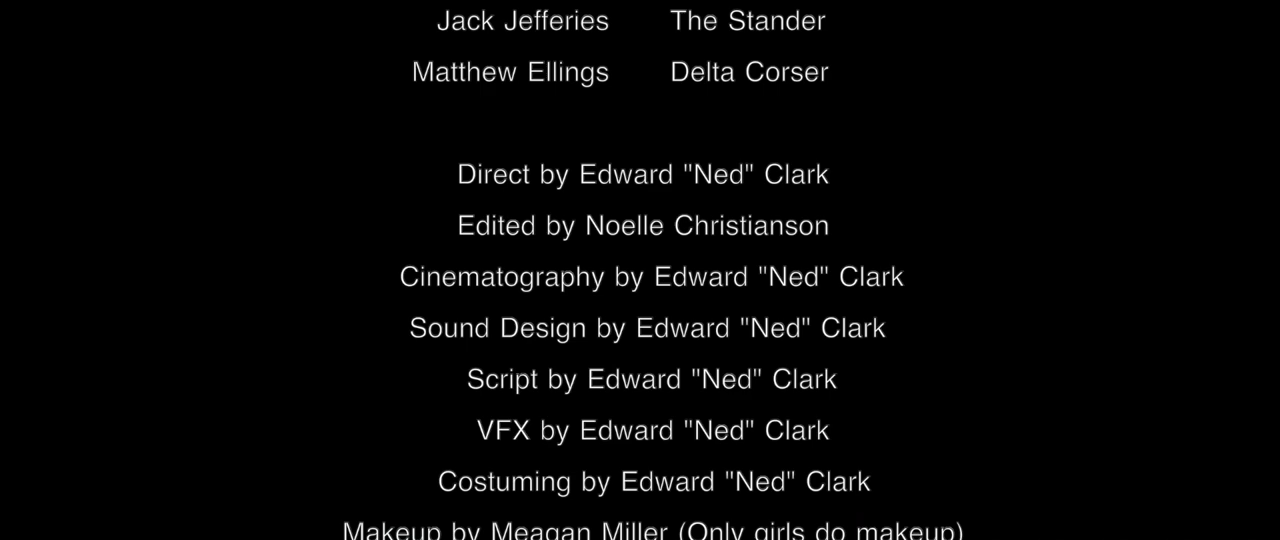 Jack Jefferies The Stander
Matthew Ellings Delta Corser
Direct by Edward "Ned" Clark
Edited by Noelle Christianson
Cinematography by Edward "Ned" Clark
Sound Design by Edward "Ned" Clark
Script by Edward "Ned" Clark
VFX by Edward "Ned" Clark
Costuming by Edward "Ned" Clark
Makeup by Meagan Miller (Only girls do makeup)